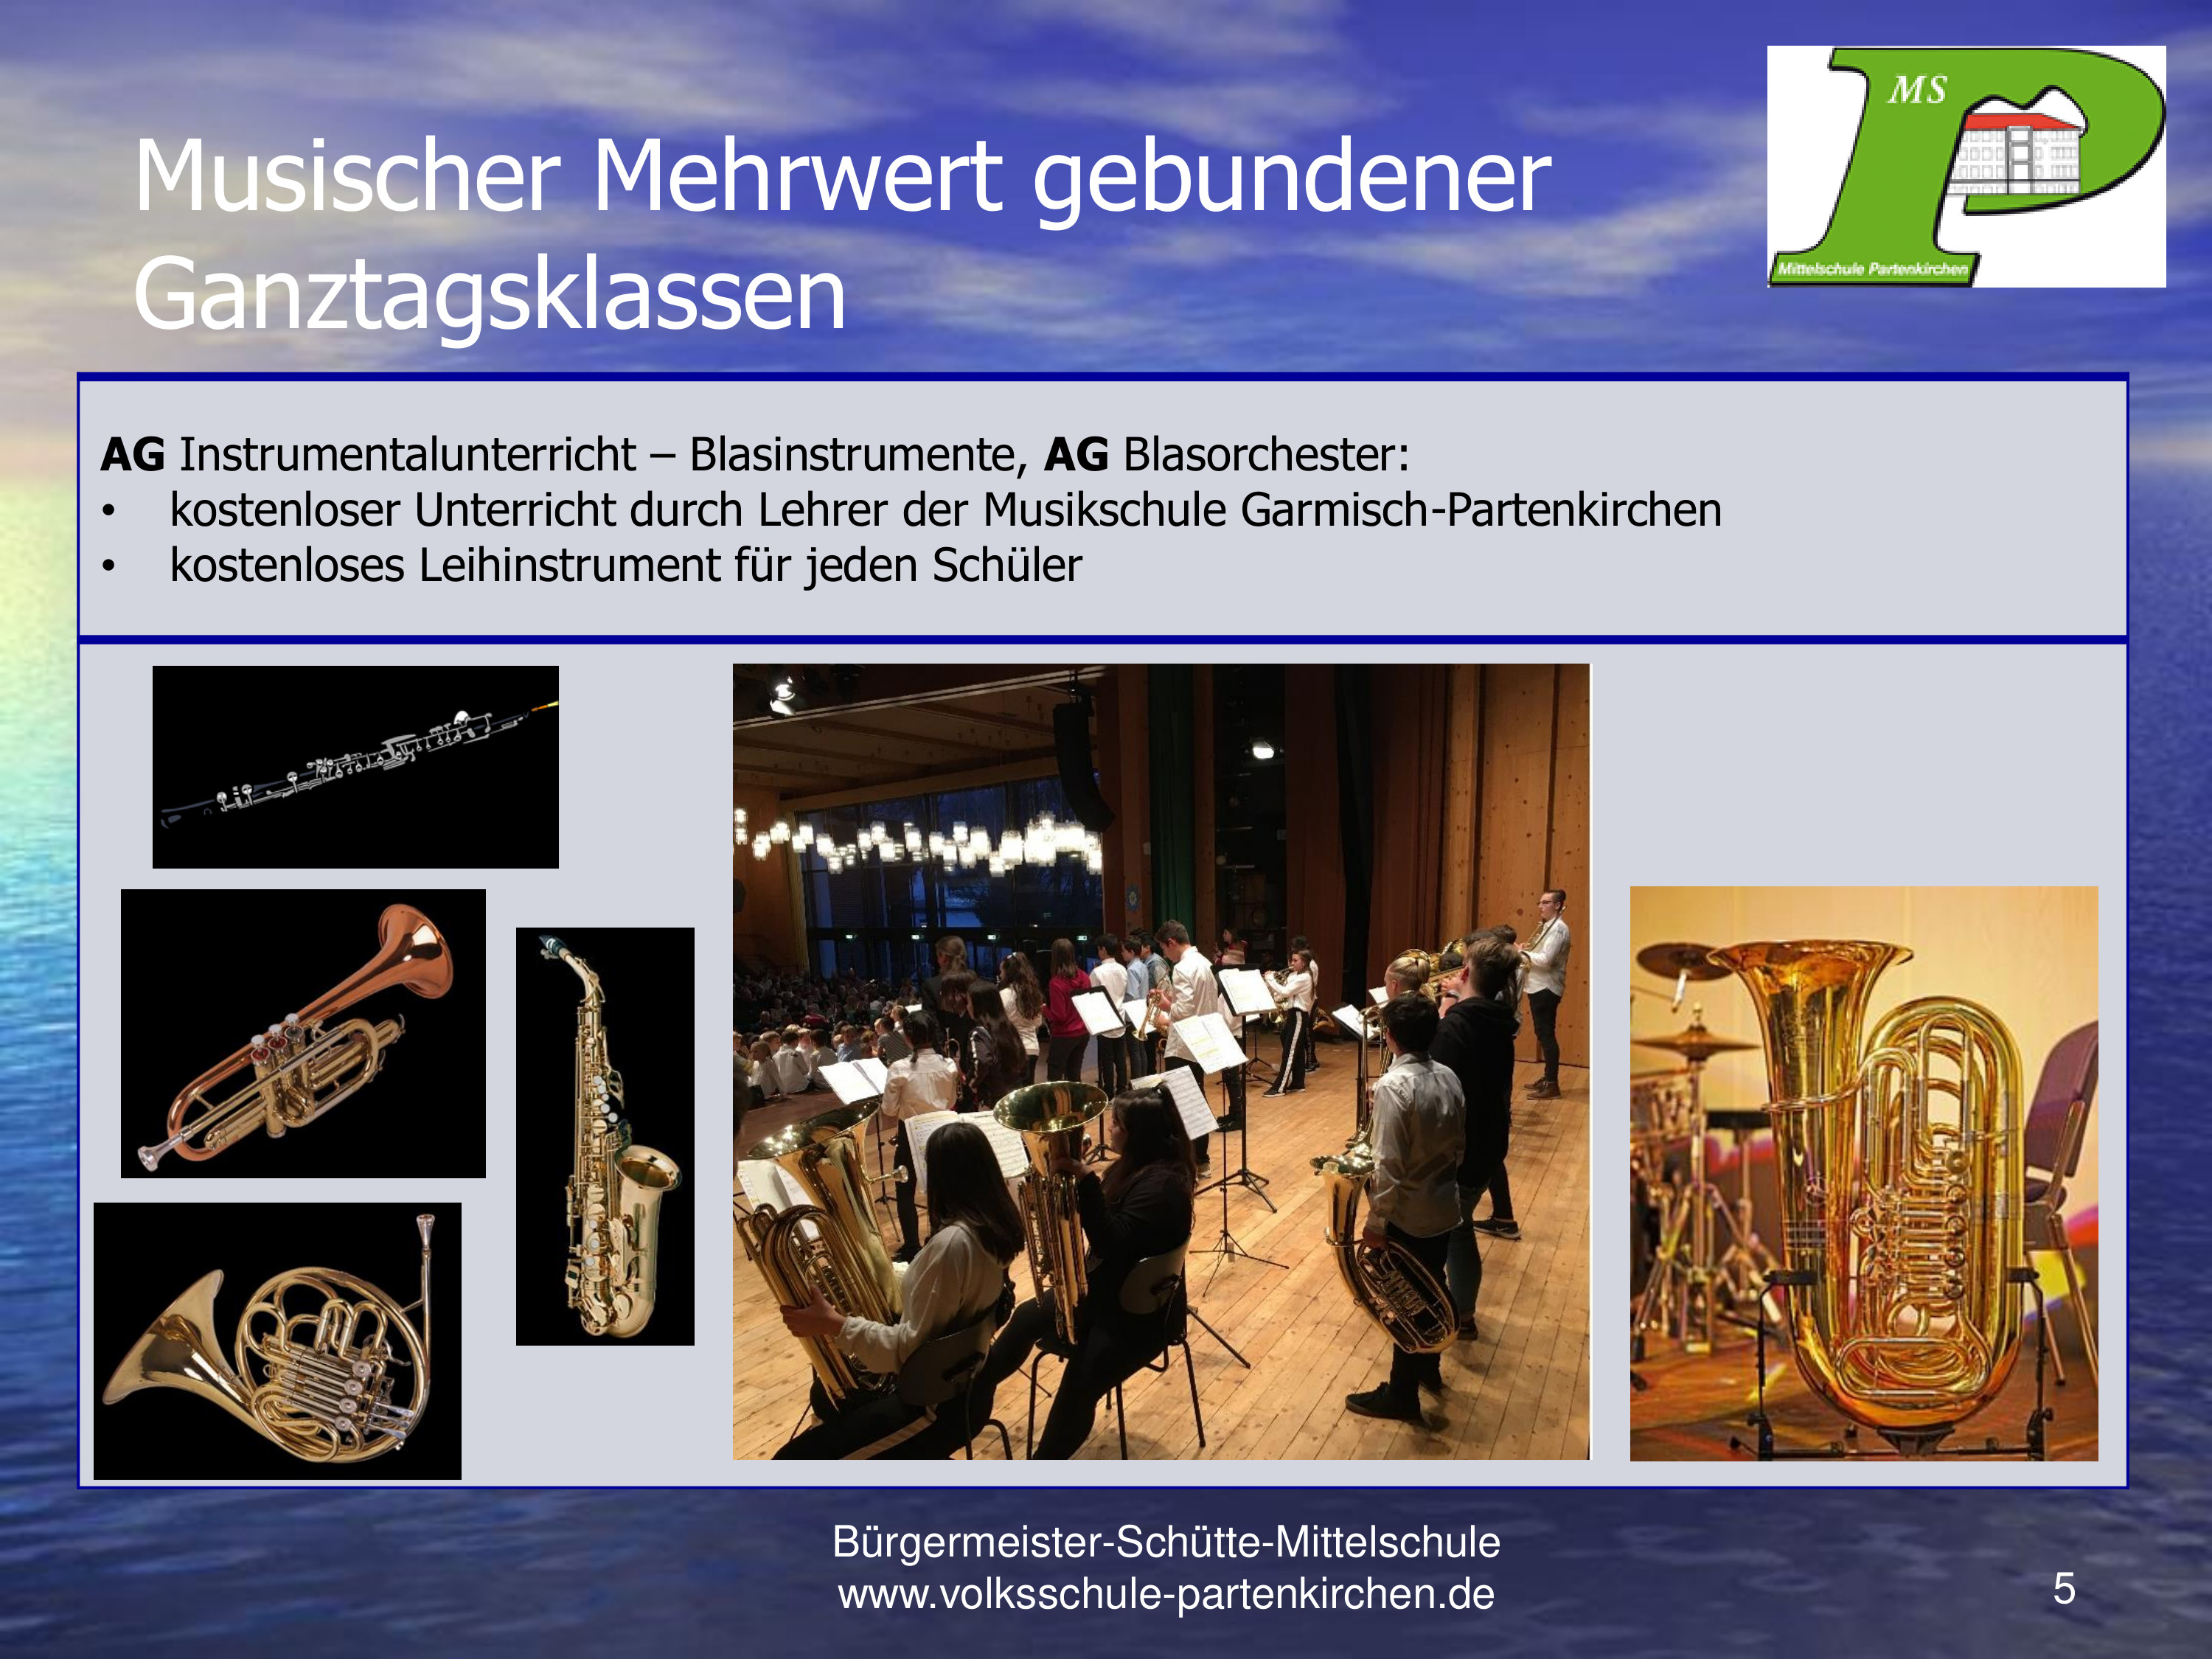 MS
Mittelschule Partenkirchen
Musischer Mehrwert gebundener
Ganztagsklassen
AG Instrumentalunterricht – Blasinstrumente, AG Blasorchester:
• kostenloser Unterricht durch Lehrer der Musikschule Garmisch-Partenkirchen
• kostenloses Leihinstrument für jeden Schüler
Bürgermeister-Schütte-Mittelschule
www.volksschule-partenkirchen.de
5